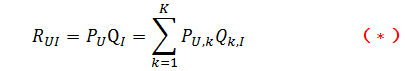 $R_{UI} = P_U Q_I = \sum_{k=1}^{K} P_{U,k} Q_{k,I}$ (*)